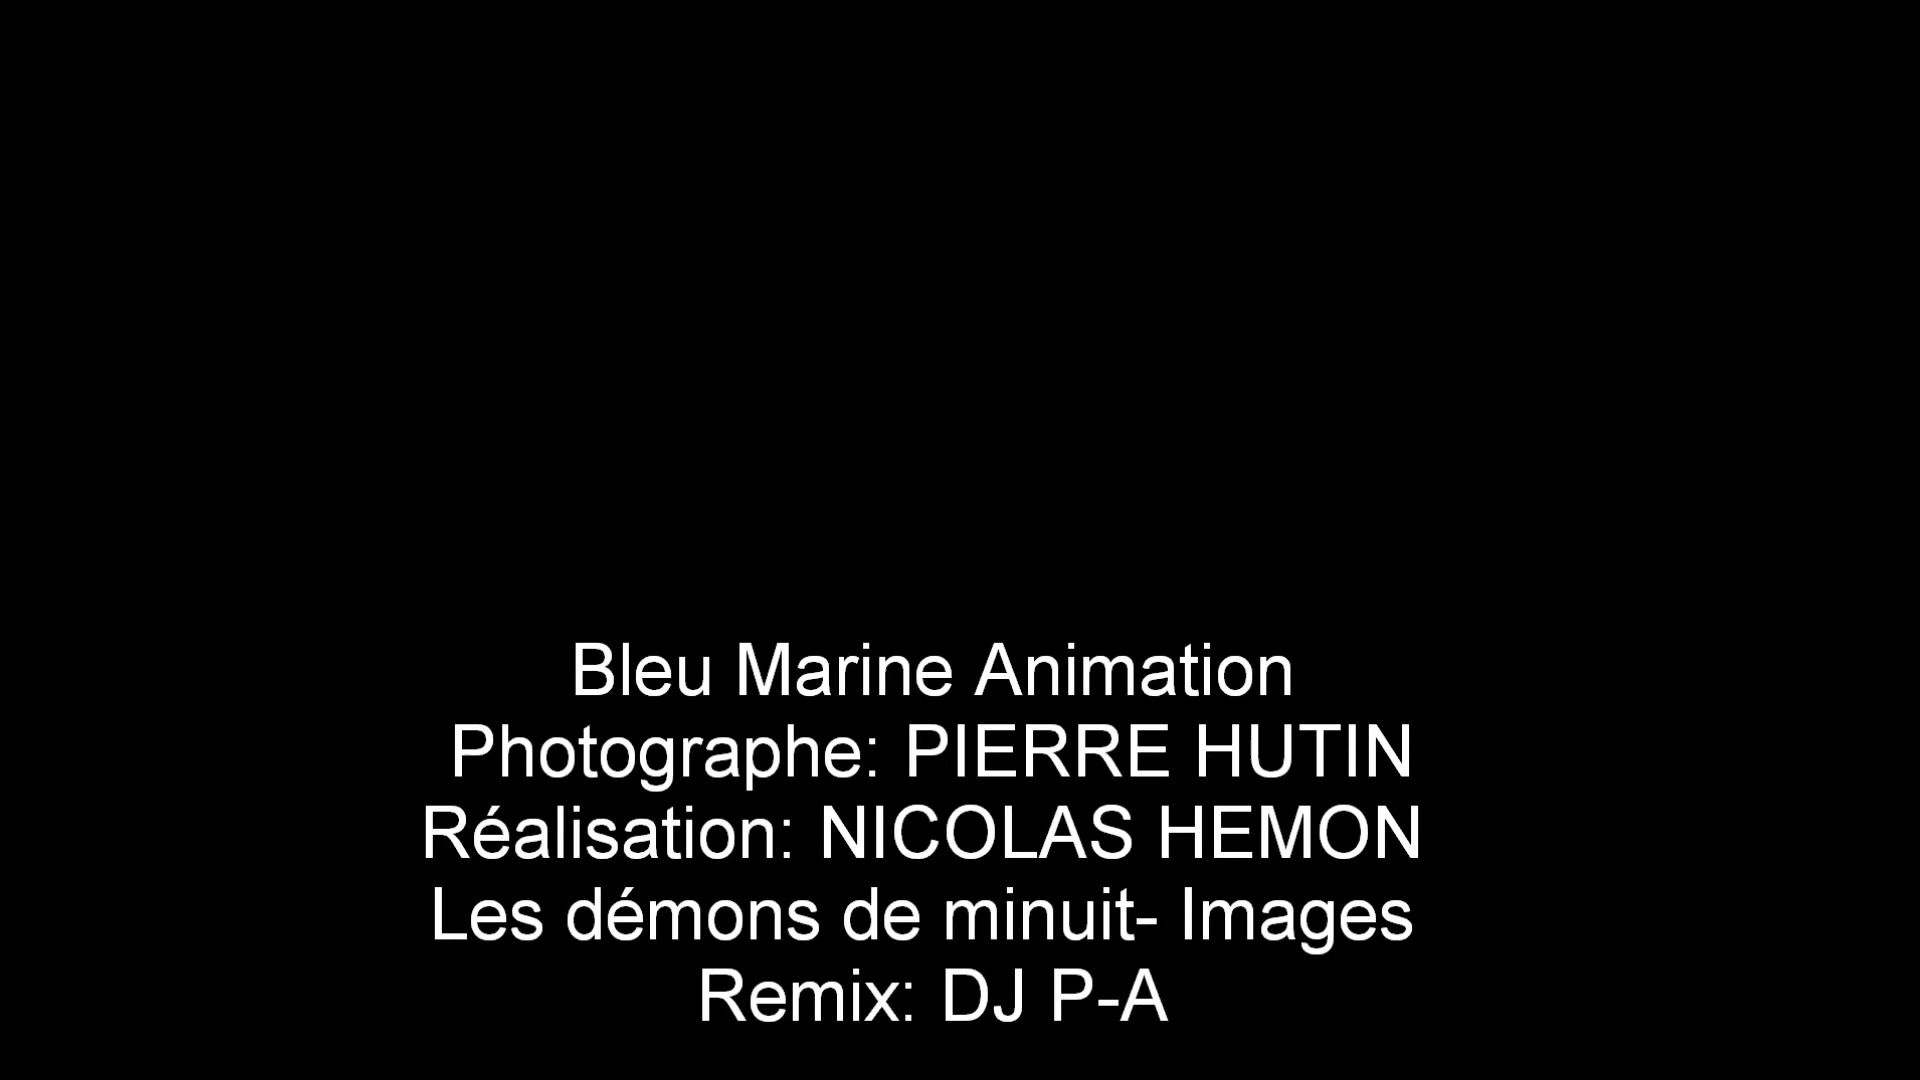 Bleu Marine Animation
Photographe: PIERRE HUTIN
Réalisation: NICOLAS HEMON
Les démons de minuit- Images
Remix: DJ P-A